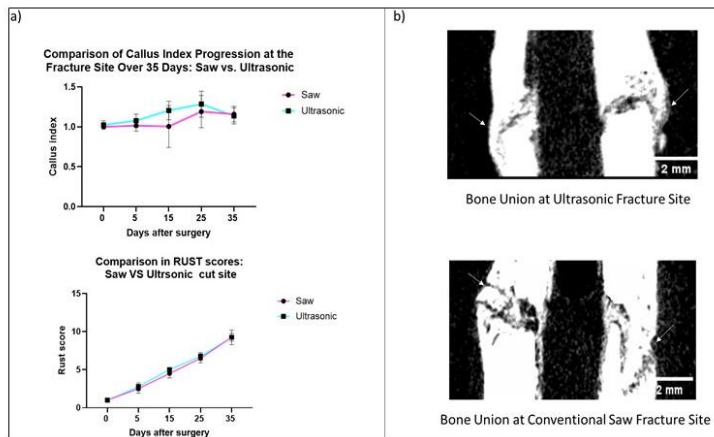 a)
Comparison of Callus Index Progression at the
Fracture Site Over 35 Days: Saw vs. Ultrasonic
1.5
1.0
0.5
0.0
Callus index
0 5 15 25 35
Days after surgery
Saw
Ultrasonic
Comparison in RUST scores:
Saw VS Ultrsonic cut site
15
10
5
0
Rust score
0 5 15 25 35
Days after surgery
Saw
Ultrasonic
b)
2 mm
Bone Union at Ultrasonic Fracture Site
2 mm
Bone Union at Conventional Saw Fracture Site